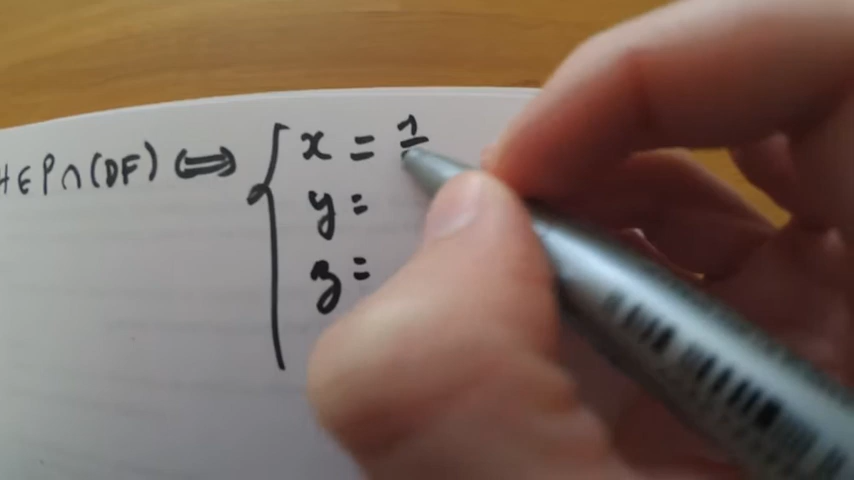 H ∈ P ∩ (DF) ⟺ { x = 1/
y =
z =